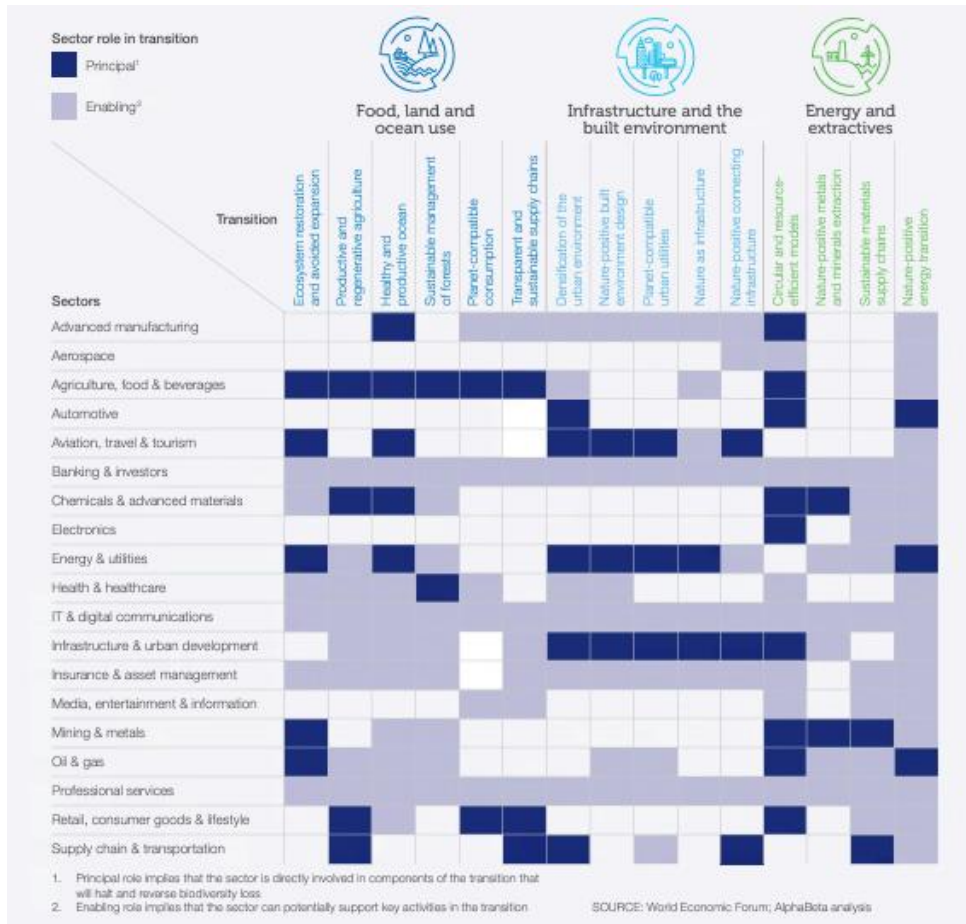 Sector role in transition
Principal¹
Enabling²
Food, land and
ocean use
Infrastructure and the
built environment
Energy and
extractives
Transition
Ecosystem restoration
and avoided expansion
Productive and
regenerative agriculture
Healthy and
productive ocean
Sustainable management
of forests
Planet-compatible
consumption
Transparent and
sustainable supply chains
Densification of the
urban environment
Nature-positive built
environment design
Planet-compatible
urban utilities
Nature as infrastructure
Nature-positive connecting
infrastructure
Circular and resource-
efficient models
Nature-positive metals
and minerals extraction
Sustainable materials
supply chains
Nature-positive
energy transition
Sectors
Advanced manufacturing
Aerospace
Agriculture, food & beverages
Automotive
Aviation, travel & tourism
Banking & investors
Chemicals & advanced materials
Electronics
Energy & utilities
Health & healthcare
IT & digital communications
Infrastructure & urban development
Insurance & asset management
Media, entertainment & information
Mining & metals
Oil & gas
Professional services
Retail, consumer goods & lifestyle
Supply chain & transportation
1. Principal role implies that the sector is directly involved in components of the transition that
will halt and reverse biodiversity loss
2. Enabling role implies that the sector can potentially support key activities in the transition
SOURCE: World Economic Forum; AlphaBeta analysis